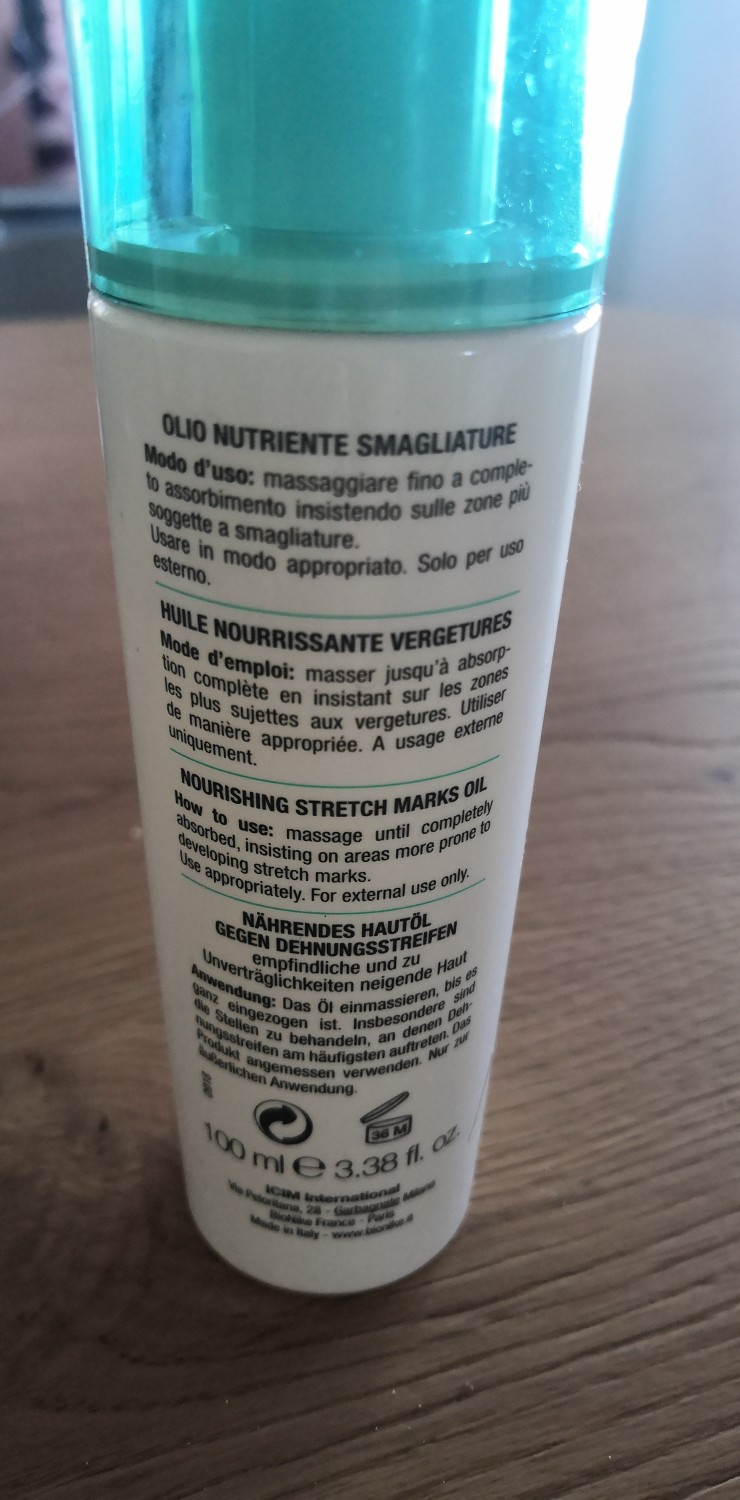 OLIO NUTRIENTE SMAGLIATURE
Modo d'uso: massaggiare fino a comple-
to assorbimento insistendo sulle zone più
soggette a smagliature.
Usare in modo appropriato. Solo per uso
esterno.
HUILE NOURRISSANTE VERGETURES
Mode d'emploi: masser jusqu'à absorp-
tion complète en insistant sur les zones
les plus sujettes aux vergetures. Utiliser
de manière appropriée. A usage externe
uniquement.
NOURISHING STRETCH MARKS OIL
How to use: massage until completely
absorbed, insisting on areas more prone to
developing stretch marks.
Use appropriately. For external use only.
NÄHRENDES HAUTÖL
GEGEN DEHNUNGSSTREIFEN
empfindliche und zu
Unverträglichkeiten neigende Haut
Anwendung: Das Öl einmassieren, bis es
ganz eingezogen ist. Insbesondere sind
die Stellen zu behandeln, an denen Deh-
nungsstreifen am häufigsten auftreten. Das
Produkt angemessen verwenden. Nur zur
äußerlichen Anwendung.
36 M
100 ml e 3.38 fl. oz.
ICIM International
Via Peloritana, 28 - Garbagnate Milano
BioNike France - Paris
Made in Italy - www.bionike.it